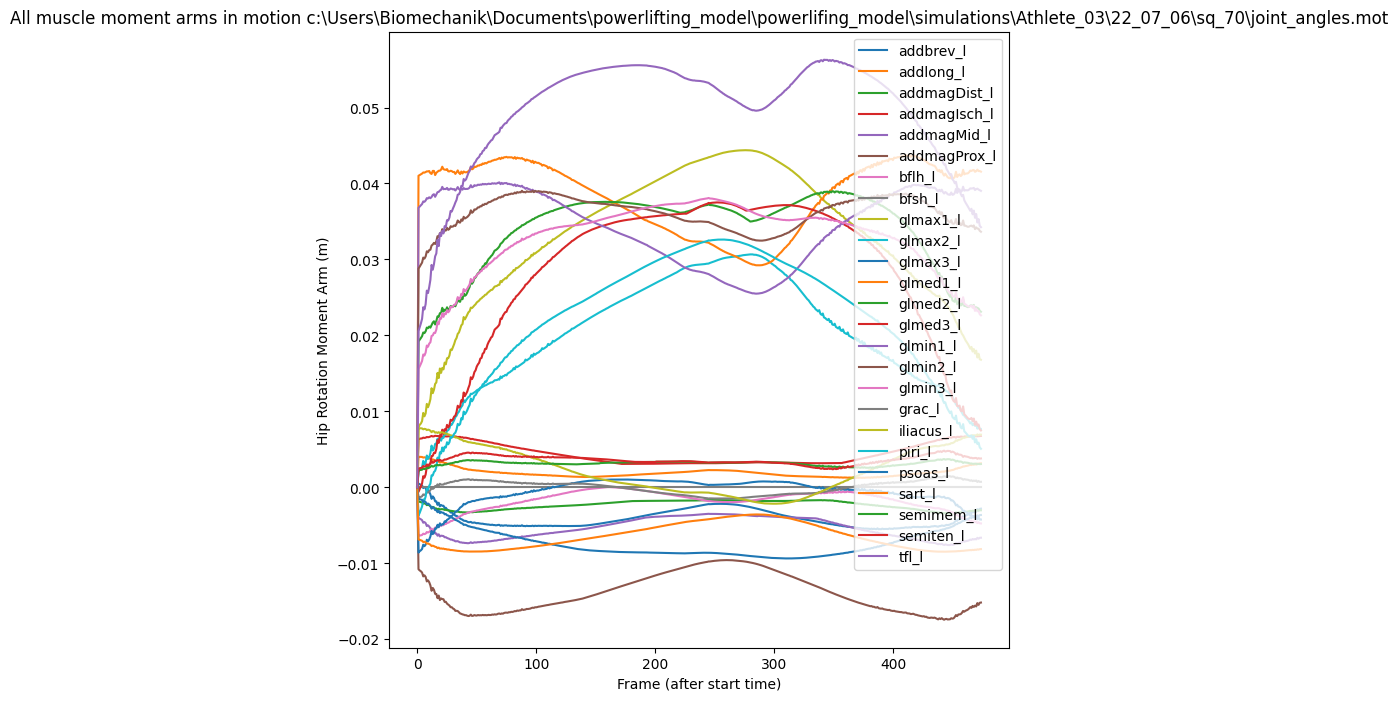 All muscle moment arms in motion c:\Users\Biomechanik\Documents\powerlifting_model\powerlifing_model\simulations\Athlete_03\22_07_06\sq_70\joint_angles.mot
addbrev_l
addlong_l
addmagDist_l
addmagIsch_l
addmagMid_l
addmagProx_l
bflh_l
bfsh_l
glmax1_l
glmax2_l
glmax3_l
glmed1_l
glmed2_l
glmed3_l
glmin1_l
glmin2_l
glmin3_l
grac_l
iliacus_l
piri_l
psoas_l
sart_l
semimem_l
semiten_l
tfl_l
Hip Rotation Moment Arm (m)
0.05
0.04
0.03
0.02
0.01
0.00
−0.01
−0.02
0 100 200 300 400
Frame (after start time)